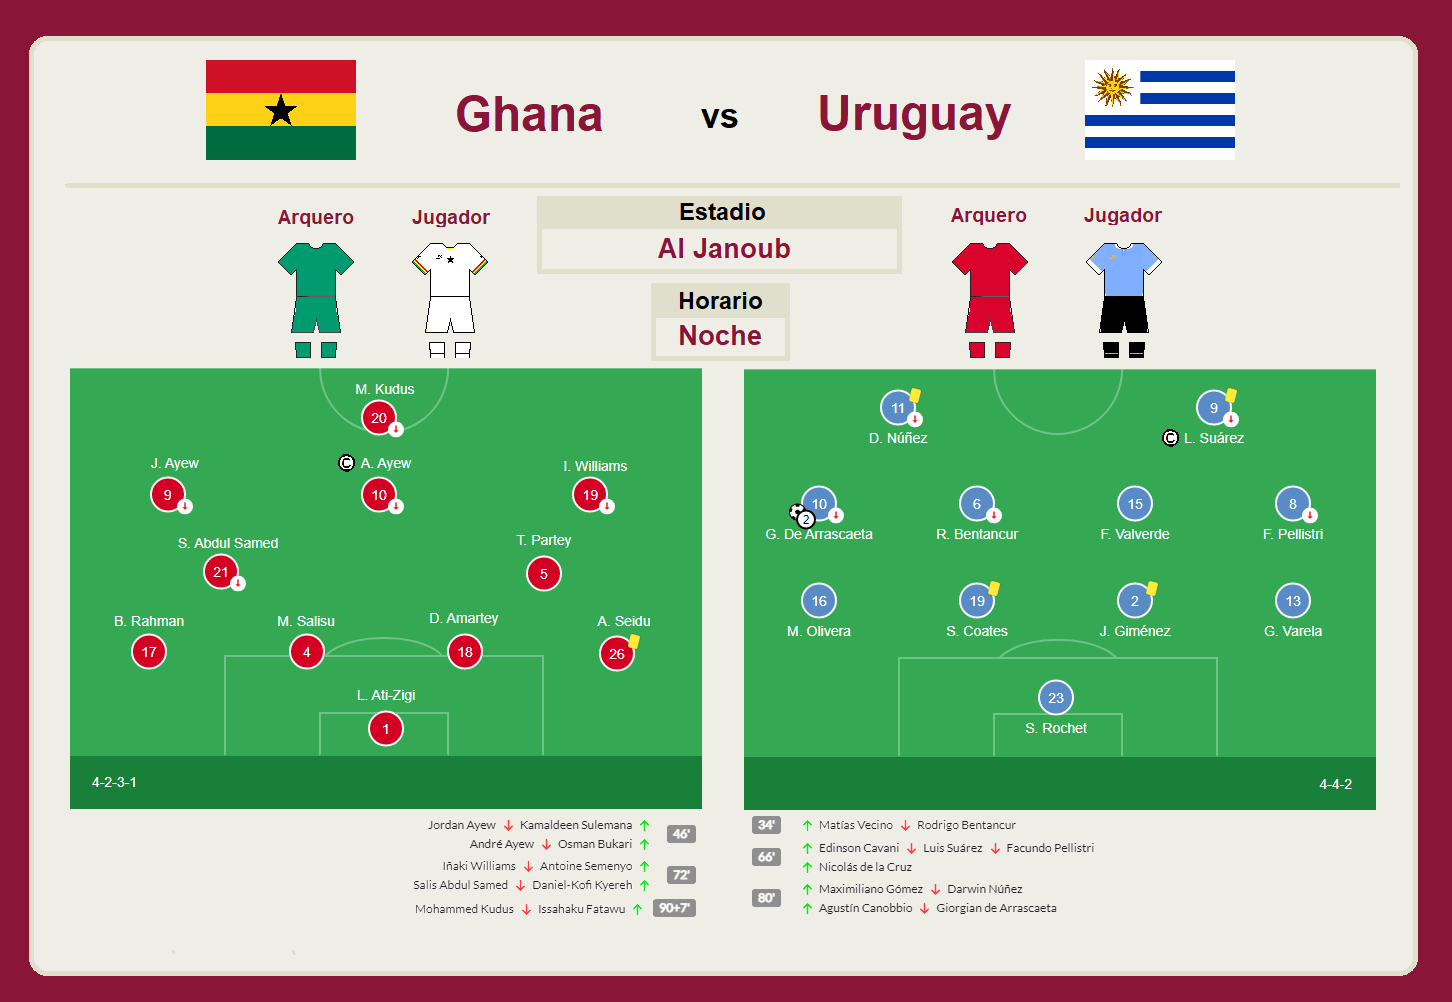 Ghana vs Uruguay
Arquero Jugador
Estadio
Al Janoub
Horario
Noche
Arquero Jugador
M. Kudus
20
J. Ayew
9
C A. Ayew
10
I. Williams
19
S. Abdul Samed
21
T. Partey
5
B. Rahman
17
M. Salisu
4
D. Amartey
18
A. Seidu
26
L. Ati-Zigi
1
4-2-3-1
11
D. Núñez
9
C L. Suárez
10
2
G. De Arrascaeta
6
R. Bentancur
15
F. Valverde
8
F. Pellistri
16
M. Olivera
19
S. Coates
2
J. Giménez
13
G. Varela
23
S. Rochet
4-4-2
Jordan Ayew ↓ Kamaldeen Sulemana ↑
46'
André Ayew ↓ Osman Bukari ↑
Iñaki Williams ↓ Antoine Semenyo ↑
72'
Salis Abdul Samed ↓ Daniel-Kofi Kyereh ↑
Mohammed Kudus ↓ Issahaku Fatawu ↑ 90+7'
34' ↑ Matías Vecino ↓ Rodrigo Bentancur
66' ↑ Edinson Cavani ↓ Luis Suárez ↓ Facundo Pellistri
↑ Nicolás de la Cruz
80' ↑ Maximiliano Gómez ↓ Darwin Núñez
↑ Agustín Canobbio ↓ Giorgian de Arrascaeta